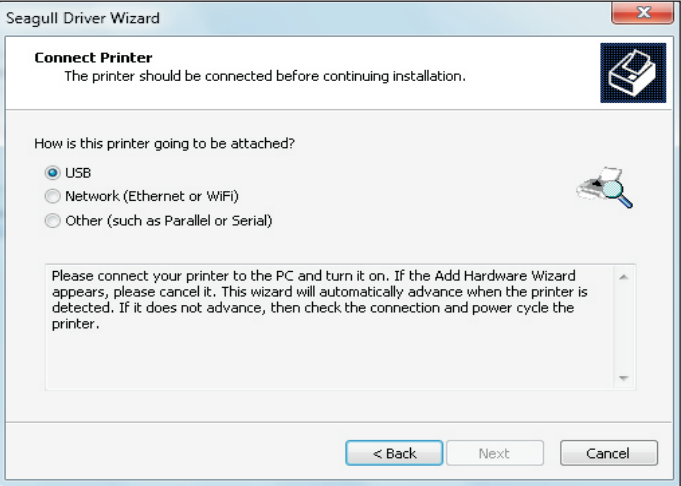 Seagull Driver Wizard
Connect Printer
The printer should be connected before continuing installation.
How is this printer going to be attached?
USB
Network (Ethernet or WiFi)
Other (such as Parallel or Serial)
Please connect your printer to the PC and turn it on. If the Add Hardware Wizard
appears, please cancel it. This wizard will automatically advance when the printer is
detected. If it does not advance, then check the connection and power cycle the
printer.
< Back
Next
Cancel